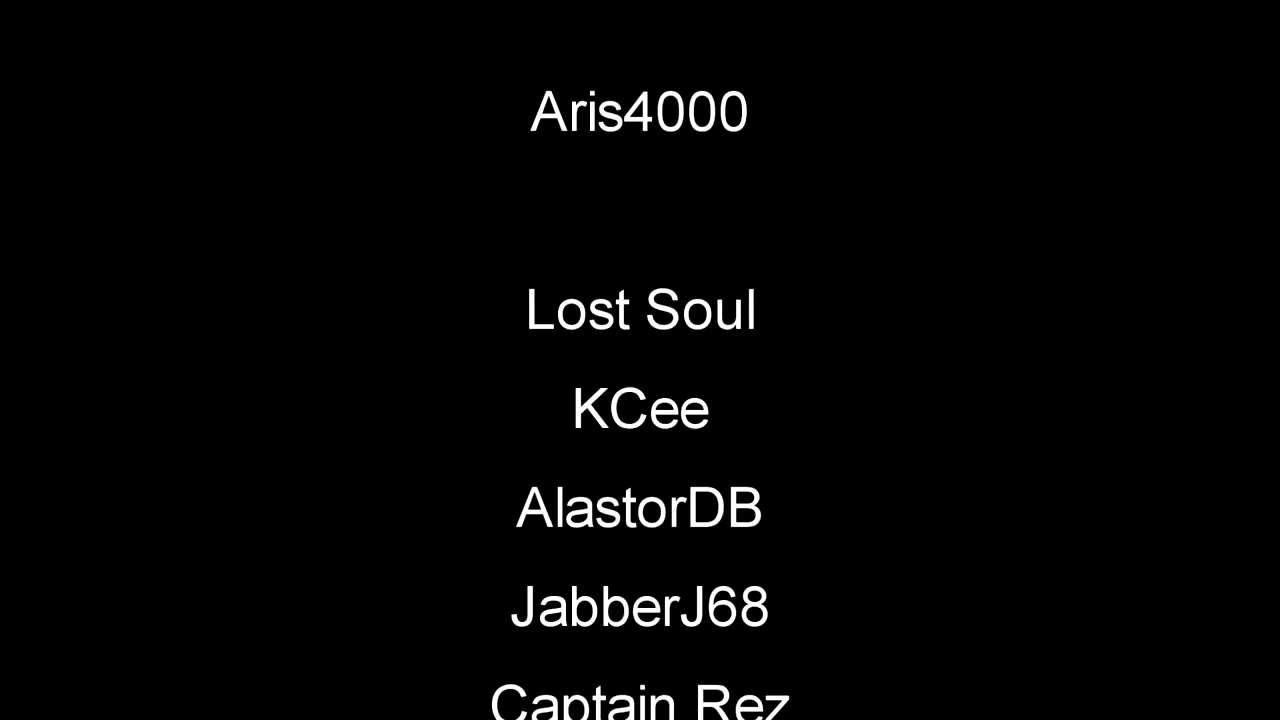 Aris4000
Lost Soul
KCee
AlastorDB
JabberJ68
Captain Rez